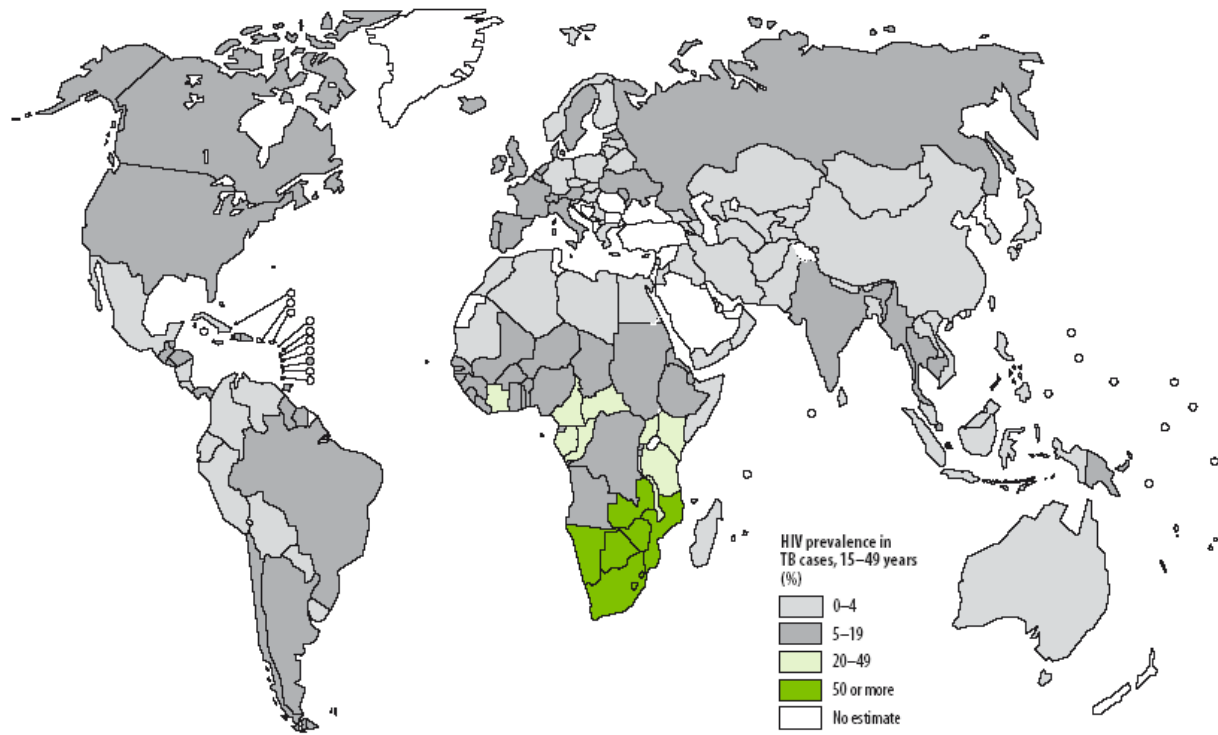 HIV prevalence in
TB cases, 15–49 years
(%)
0–4
5–19
20–49
50 or more
No estimate